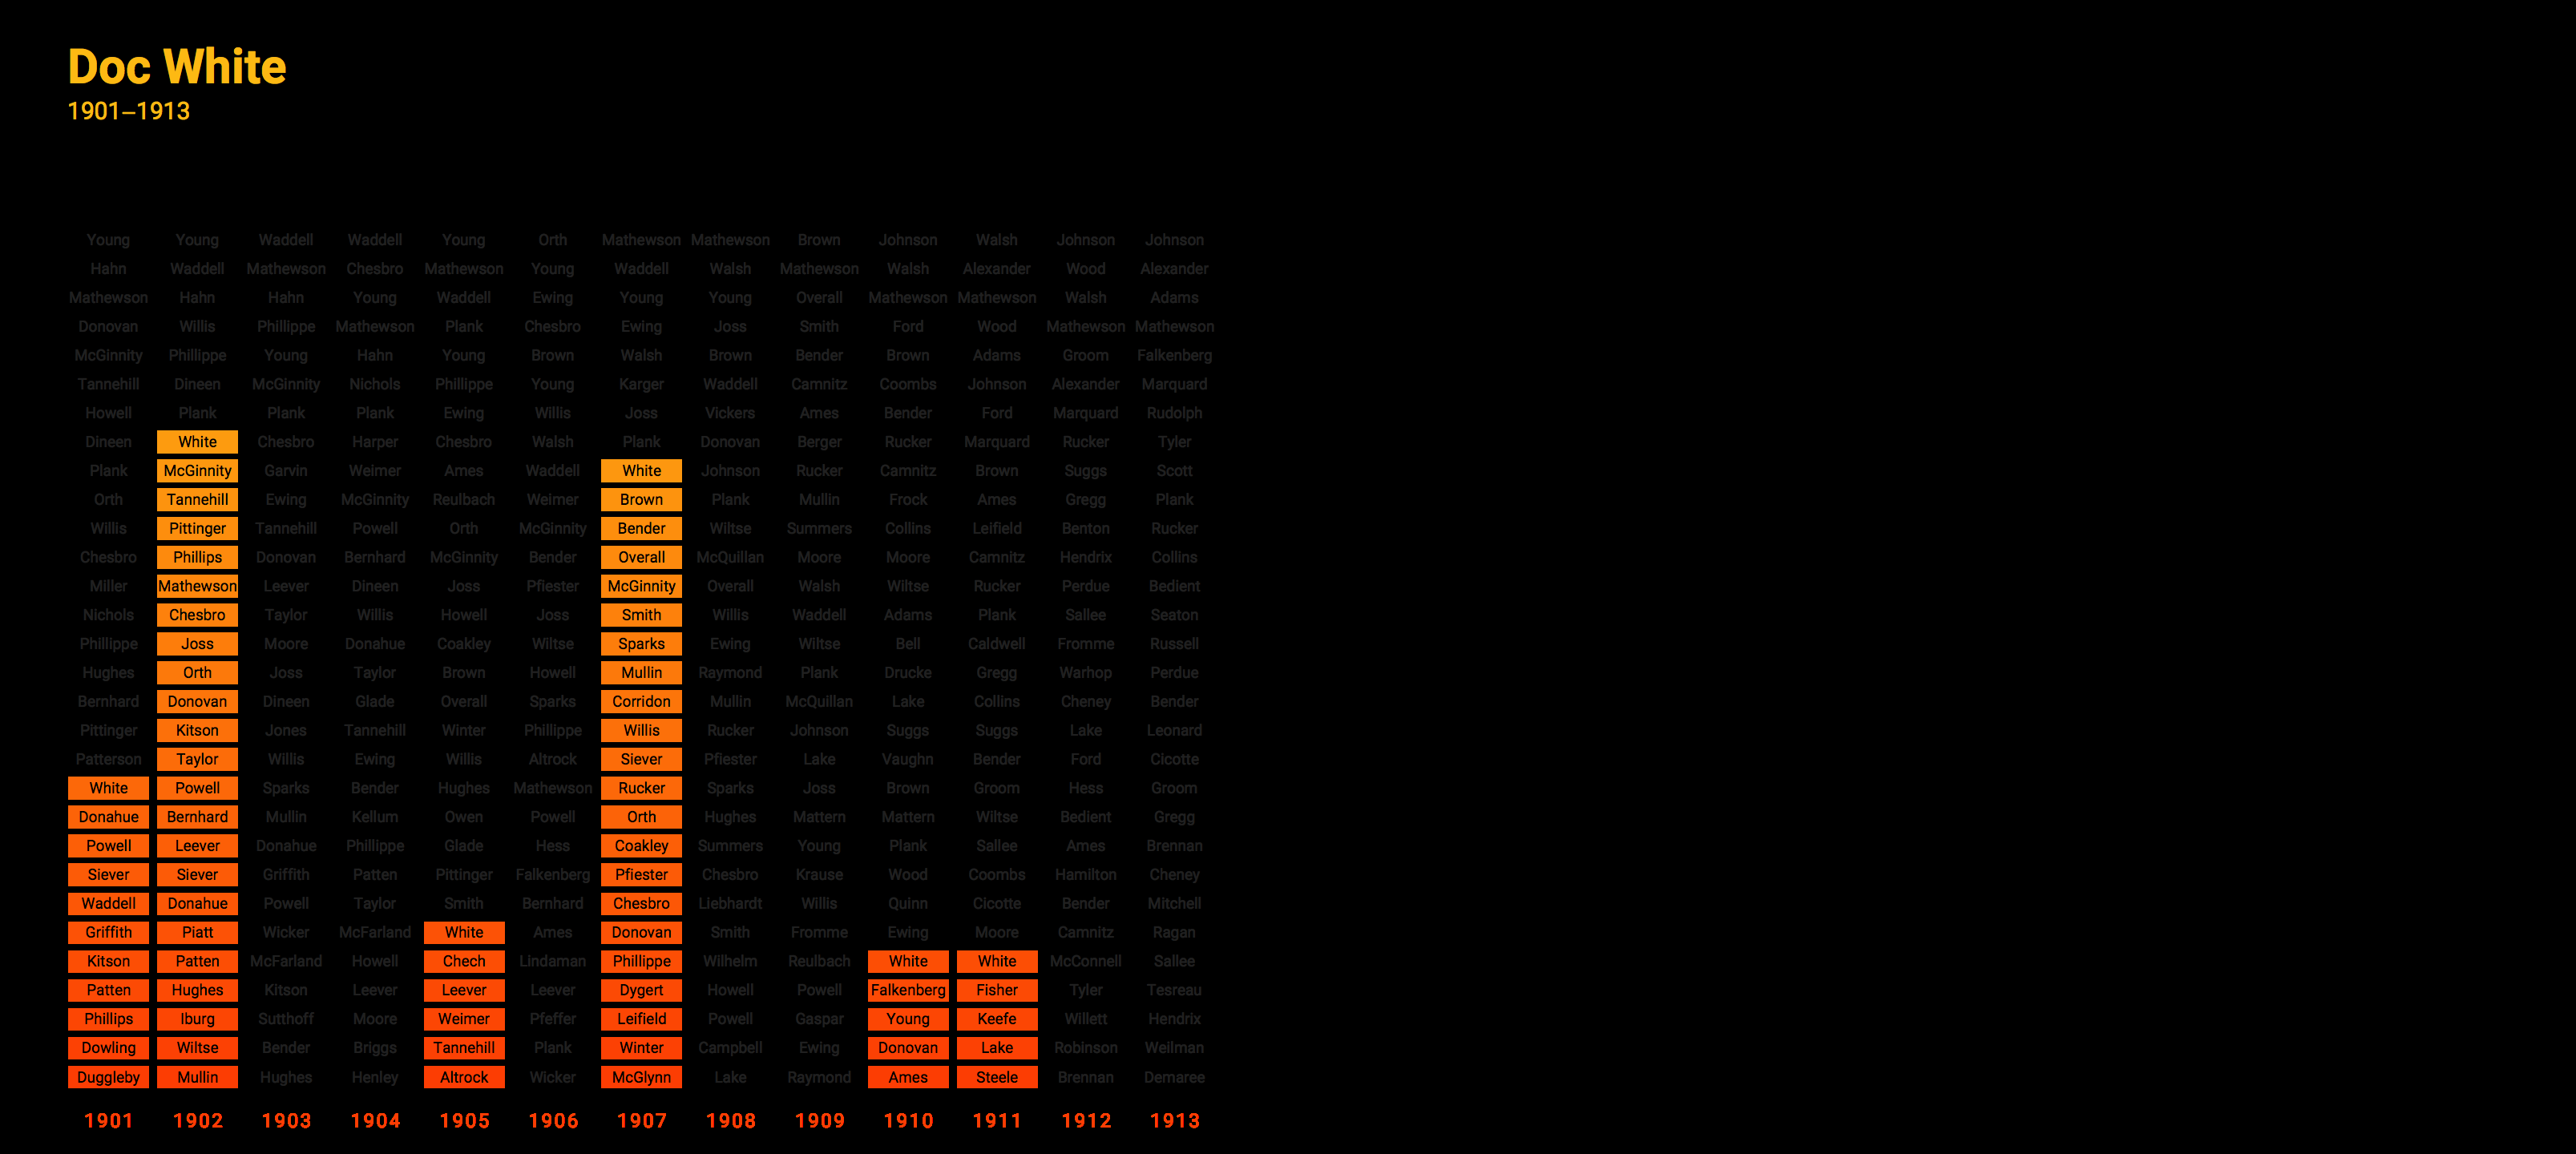 Doc White
1901–1913
Young Young Waddell Waddell Young Orth Mathewson Mathewson Brown Johnson Walsh Johnson Johnson
Hahn Waddell Mathewson Chesbro Mathewson Young Waddell Walsh Mathewson Walsh Alexander Wood Alexander
Mathewson Hahn Hahn Young Waddell Ewing Young Young Overall Mathewson Mathewson Walsh Adams
Donovan Willis Phillippe Mathewson Plank Chesbro Ewing Joss Smith Ford Wood Mathewson Mathewson
McGinnity Phillippe Young Hahn Young Brown Walsh Brown Bender Brown Adams Groom Falkenberg
Tannehill Dineen McGinnity Nichols Phillippe Young Karger Waddell Camnitz Coombs Johnson Alexander Marquard
Howell Plank Plank Plank Ewing Willis Joss Vickers Ames Bender Ford Marquard Rudolph
Dineen White Chesbro Harper Chesbro Walsh Plank Donovan Berger Rucker Marquard Rucker Tyler
Plank McGinnity Garvin Weimer Ames Waddell White Johnson Rucker Camnitz Brown Suggs Scott
Orth Tannehill Ewing McGinnity Reulbach Weimer Brown Plank Mullin Frock Ames Gregg Plank
Willis Pittinger Tannehill Powell Orth McGinnity Bender Wiltse Summers Collins Leifield Benton Rucker
Chesbro Phillips Donovan Bernhard McGinnity Bender Overall McQuillan Moore Moore Camnitz Hendrix Collins
Miller Mathewson Leever Dineen Joss Pfiester McGinnity Overall Walsh Wiltse Rucker Perdue Bedient
Nichols Chesbro Taylor Willis Howell Joss Smith Willis Waddell Adams Plank Sallee Seaton
Phillippe Joss Moore Donahue Coakley Wiltse Sparks Ewing Wiltse Bell Caldwell Fromme Russell
Hughes Orth Joss Taylor Brown Howell Mullin Raymond Plank Drucke Gregg Warhop Perdue
Bernhard Donovan Dineen Glade Overall Sparks Corridon Mullin McQuillan Lake Collins Cheney Bender
Pittinger Kitson Jones Tannehill Winter Phillippe Willis Rucker Johnson Suggs Suggs Lake Leonard
Patterson Taylor Willis Ewing Willis Altrock Siever Pfiester Lake Vaughn Bender Ford Cicotte
White Powell Sparks Bender Hughes Mathewson Rucker Sparks Joss Brown Groom Hess Groom
Donahue Bernhard Mullin Kellum Owen Powell Orth Hughes Mattern Mattern Wiltse Bedient Gregg
Powell Leever Donahue Phillippe Glade Hess Coakley Summers Young Plank Sallee Ames Brennan
Siever Siever Griffith Patten Pittinger Falkenberg Pfiester Chesbro Krause Wood Coombs Hamilton Cheney
Waddell Donahue Powell Taylor Smith Bernhard Chesbro Liebhardt Willis Quinn Cicotte Bender Mitchell
Griffith Piatt Wicker McFarland White Ames Donovan Smith Fromme Ewing Moore Camnitz Ragan
Kitson Patten McFarland Howell Chech Lindaman Phillippe Wilhelm Reulbach White White McConnell Sallee
Patten Hughes Kitson Leever Leever Leever Dygert Howell Powell Falkenberg Fisher Tyler Tesreau
Phillips Iburg Sutthoff Moore Weimer Pfeffer Leifield Powell Gaspar Young Keefe Willett Hendrix
Dowling Wiltse Bender Briggs Tannehill Plank Winter Campbell Ewing Donovan Lake Robinson Weilman
Duggleby Mullin Hughes Henley Altrock Wicker McGlynn Lake Raymond Ames Steele Brennan Demaree
1901 1902 1903 1904 1905 1906 1907 1908 1909 1910 1911 1912 1913